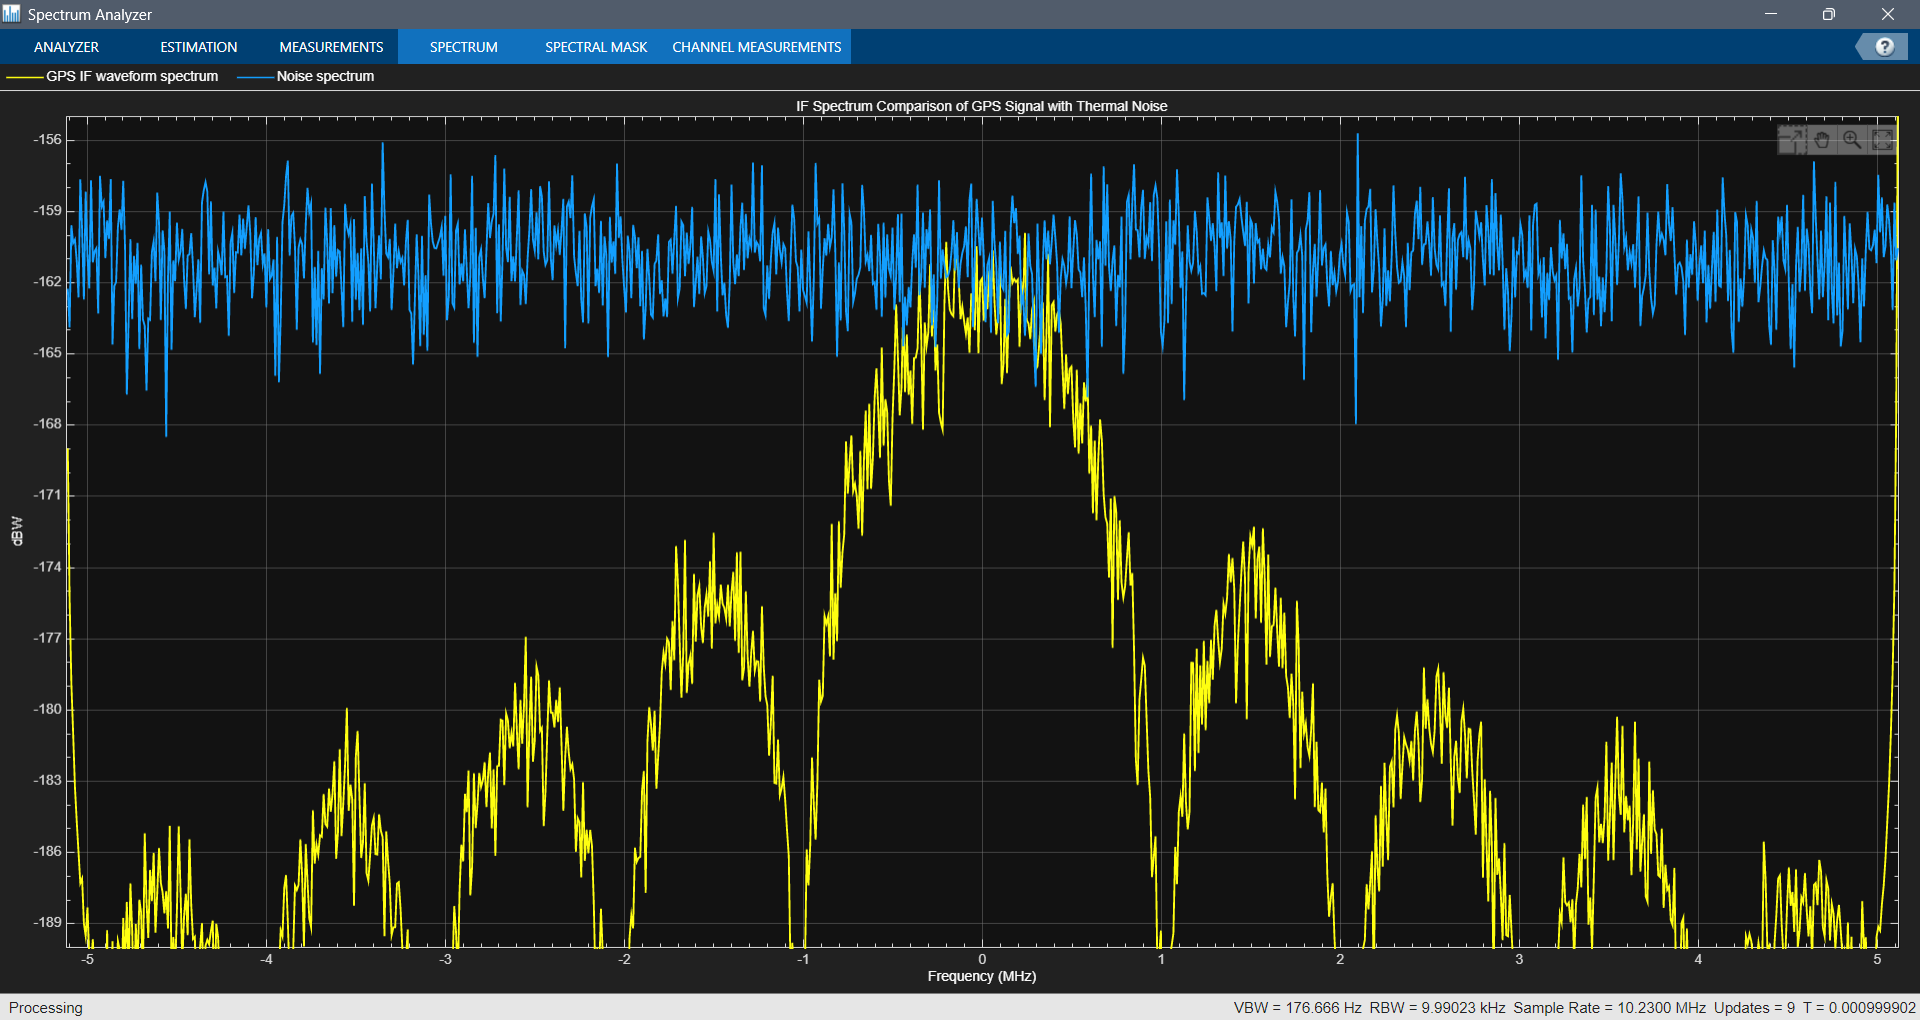 Spectrum Analyzer
ANALYZER ESTIMATION MEASUREMENTS SPECTRUM SPECTRAL MASK CHANNEL MEASUREMENTS ?
GPS IF waveform spectrum Noise spectrum
IF Spectrum Comparison of GPS Signal with Thermal Noise
-156
-159
-162
-165
-168
-171
-174
-177
-180
-183
-186
-189
dBW
-5 -4 -3 -2 -1 0 1 2 3 4 5
Frequency (MHz)
Processing VBW = 176.666 Hz RBW = 9.99023 kHz Sample Rate = 10.2300 MHz Updates = 9 T = 0.000999902